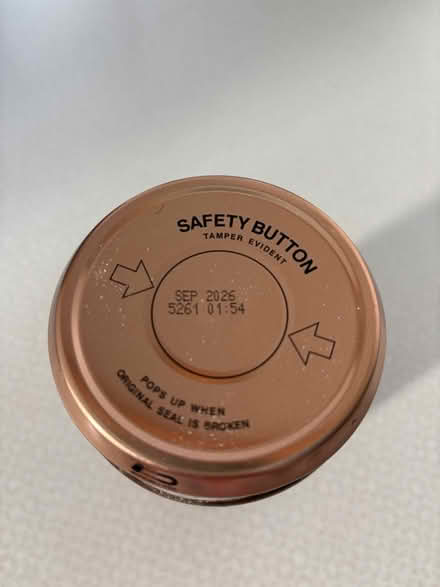 SAFETY BUTTON
TAMPER EVIDENT
SEP 2026
5261 01:54
POPS UP WHEN
ORIGINAL SEAL IS BROKEN